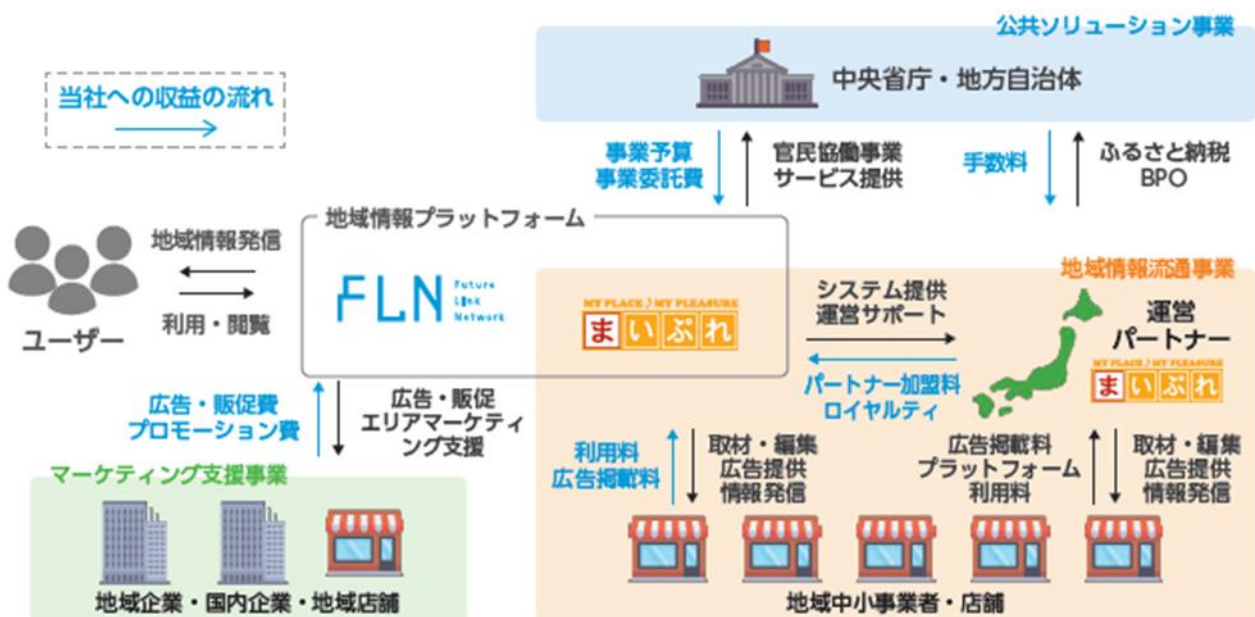 公共ソリューション事業
中央省庁・地方自治体
当社への収益の流れ
事業予算
事業委託費
官民協働事業
サービス提供
手数料
ふるさと納税
BPO
地域情報プラットフォーム
地域情報発信
利用・閲覧
ユーザー
FLN
Future
Link
Network
MY PLACE♪MY PLEASURE
まいぷれ
地域情報流通事業
システム提供
運営サポート
パートナー加盟料
ロイヤルティ
運営
パートナー
MY PLACE♪MY PLEASURE
まいぷれ
広告・販促費
プロモーション費
広告・販促
エリアマーケティ
ング支援
利用料
広告掲載料
取材・編集
広告提供
情報発信
広告掲載料
プラットフォーム
利用料
取材・編集
広告提供
情報発信
マーケティング支援事業
地域企業・国内企業・地域店舗
地域中小事業者・店舗